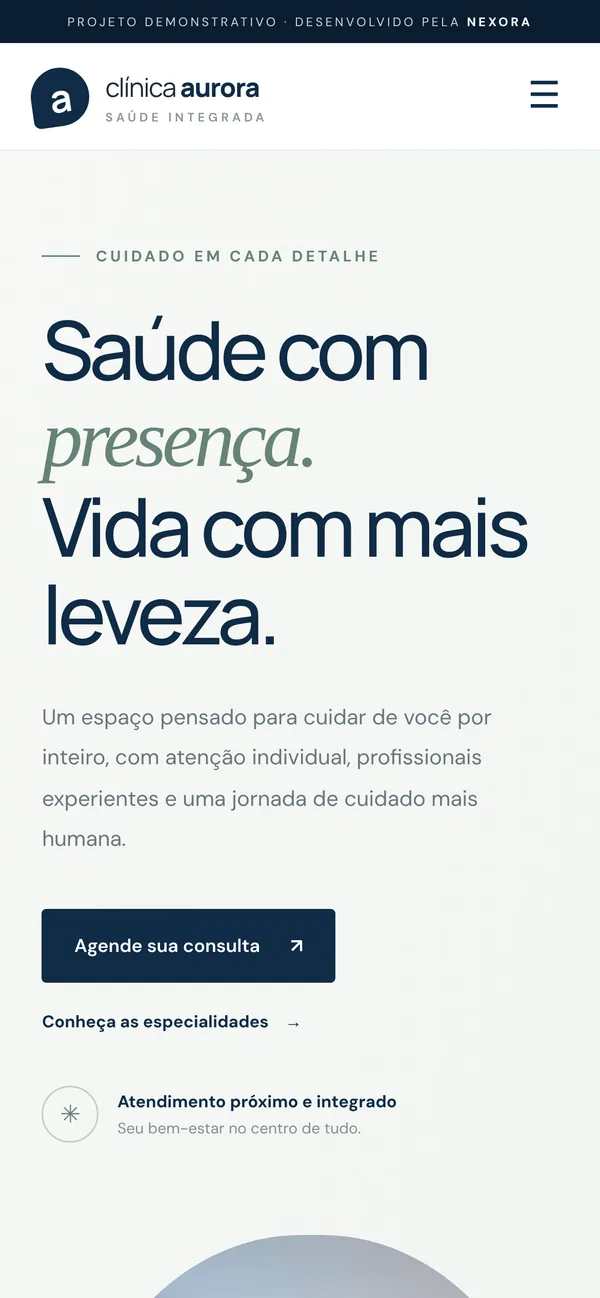 PROJETO DEMONSTRATIVO · DESENVOLVIDO PELA NEXORA
a
clínica aurora
SAÚDE INTEGRADA
CUIDADO EM CADA DETALHE
Saúde com
presença.
Vida com mais
leveza.
Um espaço pensado para cuidar de você por
inteiro, com atenção individual, profissionais
experientes e uma jornada de cuidado mais
humana.
Agende sua consulta
Conheça as especialidades →
Atendimento próximo e integrado
Seu bem-estar no centro de tudo.